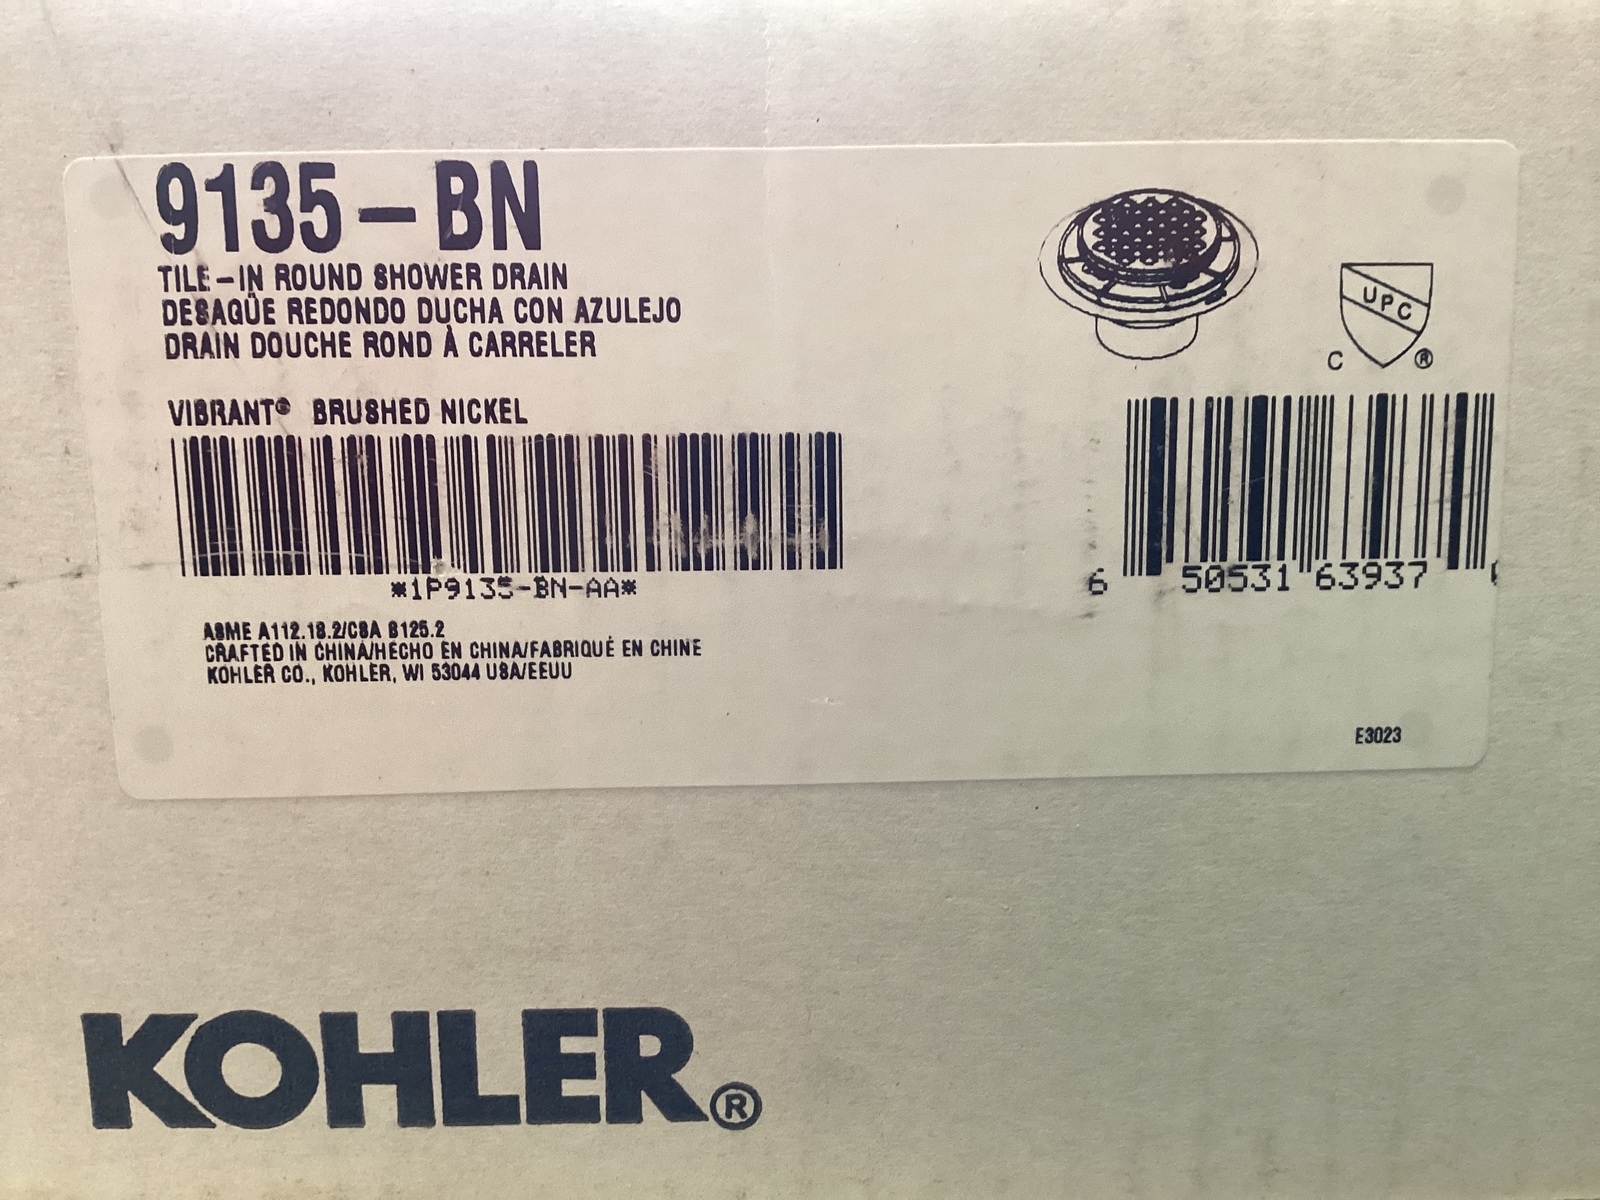 9135-BN
TILE-IN ROUND SHOWER DRAIN
DESAGÜE REDONDO DUCHA CON AZULEJO
DRAIN DOUCHE ROND À CARRELER
VIBRANT® BRUSHED NICKEL
*1P9135-BN-AA*
ASME A112.18.2/CSA B125.2
CRAFTED IN CHINA/HECHO EN CHINA/FABRIQUÉ EN CHINE
KOHLER CO., KOHLER, WI 53044 USA/EEUU
UPC
C ®
6 50531 63937
E3023
KOHLER®